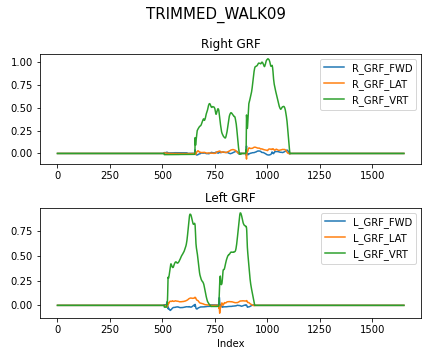 TRIMMED_WALK09
Right GRF
1.00
0.75
0.50
0.25
0.00
R_GRF_FWD
R_GRF_LAT
R_GRF_VRT
0 250 500 750 1000 1250 1500
Left GRF
0.75
0.50
0.25
0.00
L_GRF_FWD
L_GRF_LAT
L_GRF_VRT
0 250 500 750 1000 1250 1500
Index